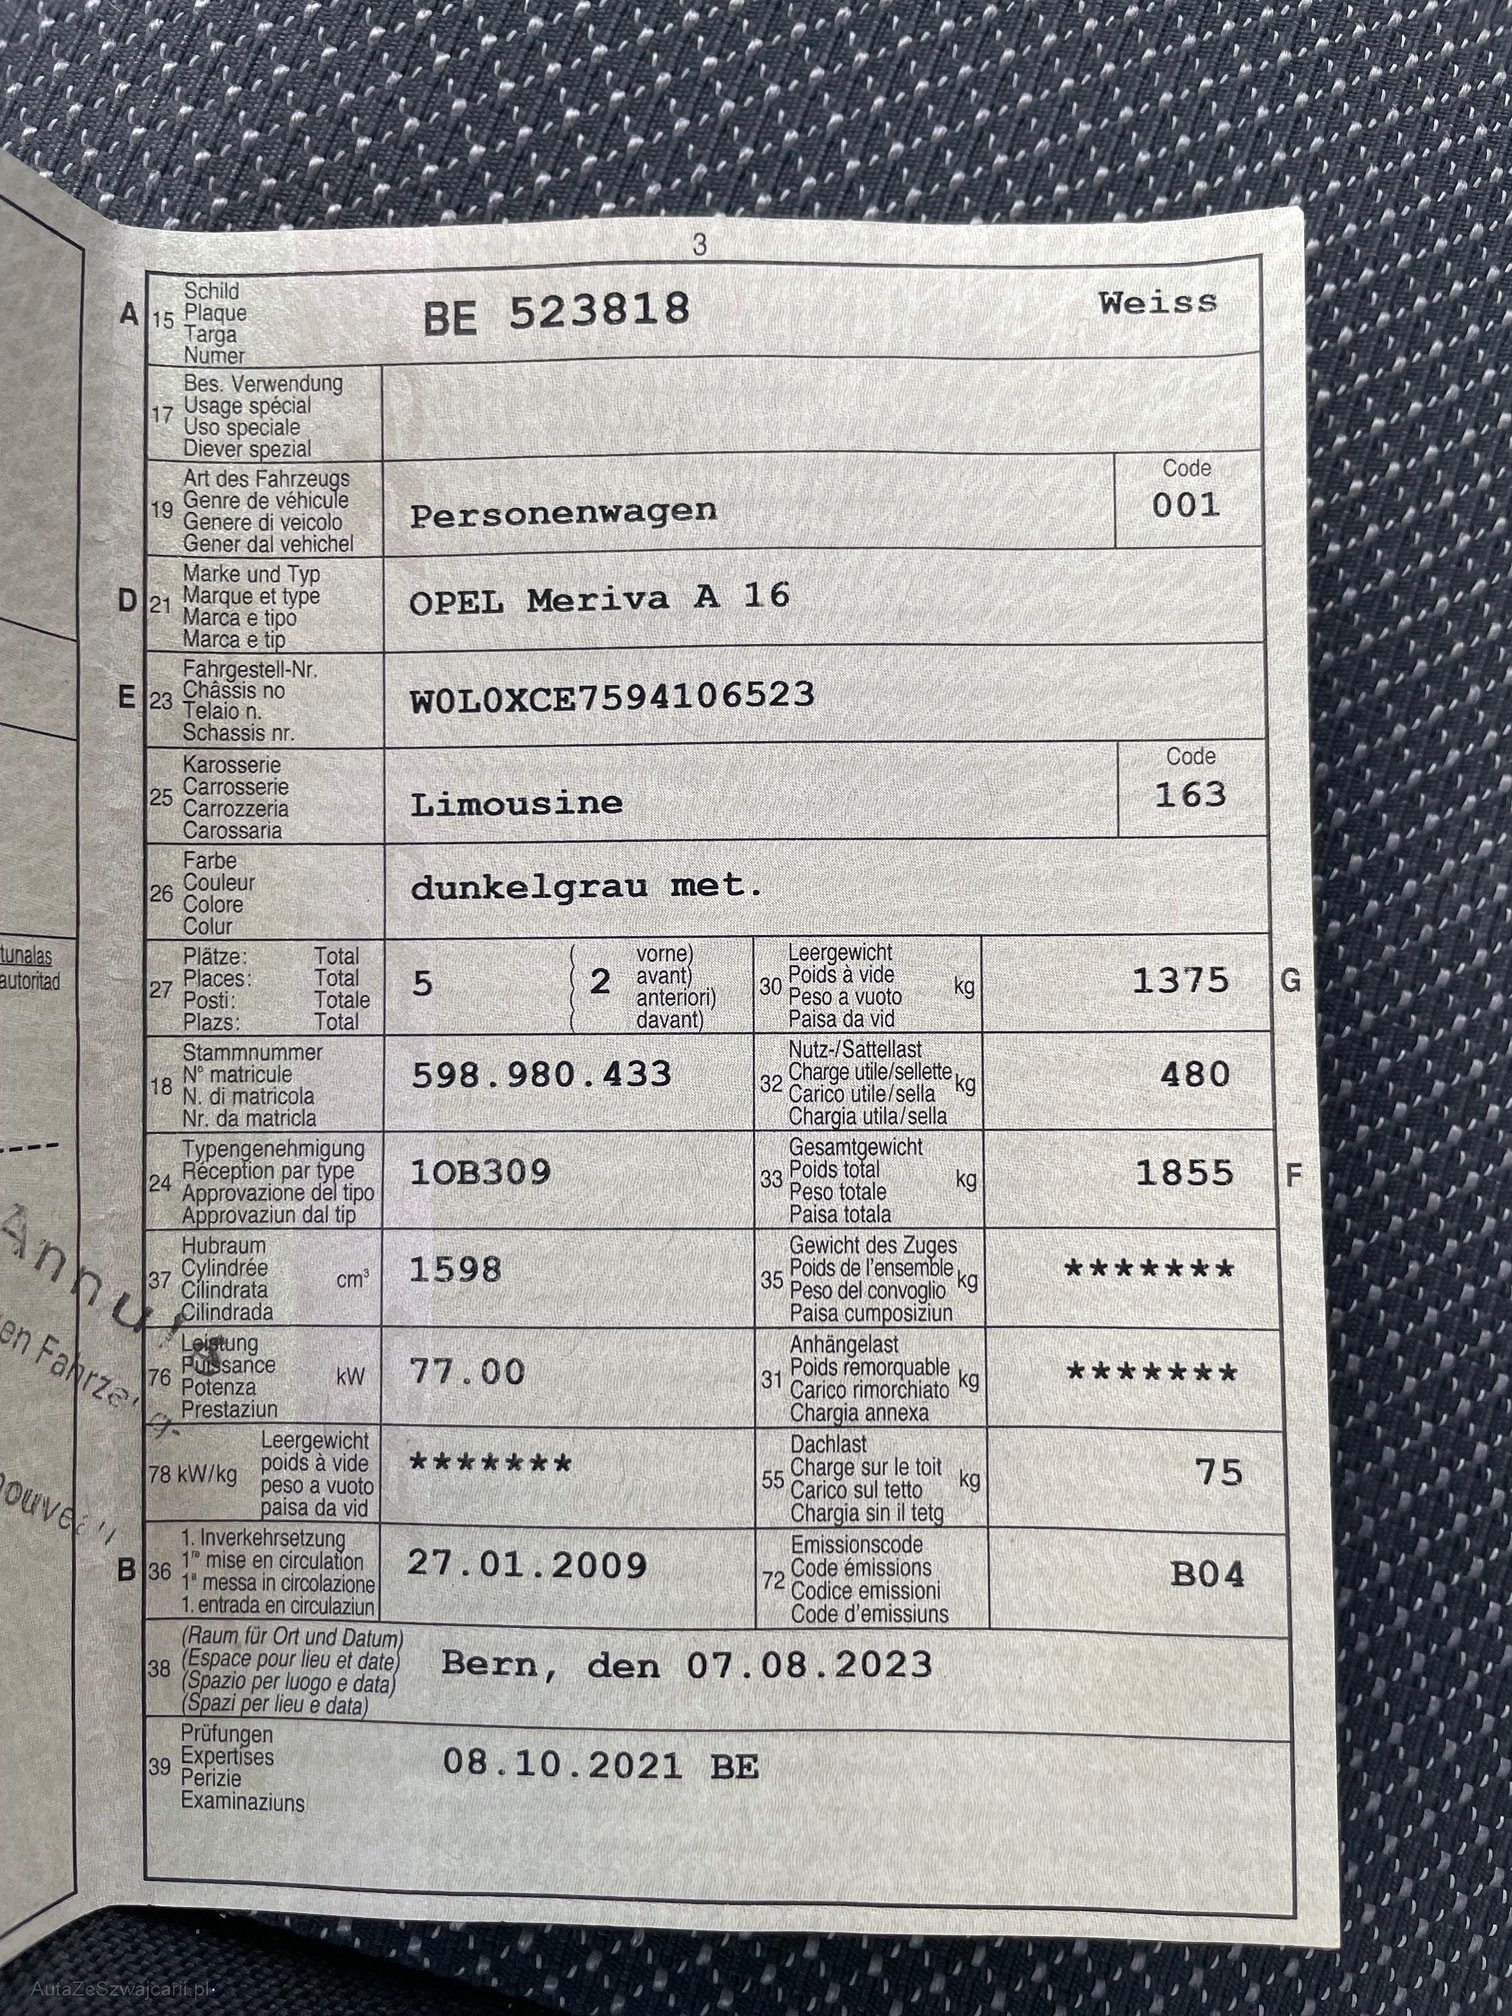 3
A 15 Schild
Plaque
Targa
Numer
BE 523818 Weiss
17 Bes. Verwendung
Usage spécial
Uso speciale
Diever spezial
19 Art des Fahrzeugs
Genre de véhicule
Genere di veicolo
Gener dal vehichel
Personenwagen
Code
001
D 21 Marke und Typ
Marque et type
Marca e tipo
Marca e tip
OPEL Meriva A 16
E 23 Fahrgestell-Nr.
Châssis no
Telaio n.
Schassis nr.
W0L0XCE7594106523
25 Karosserie
Carrosserie
Carrozzeria
Carossaria
Limousine
Code
163
26 Farbe
Couleur
Colore
Colur
dunkelgrau met.
27 Plätze: Total
Places: Total
Posti: Totale
Plazs: Total
5
( 2 vorne)
avant)
anteriori)
davant)
30 Leergewicht
Poids à vide
Peso a vuoto
Paisa da vid
kg
1375 G
18 Stammnummer
N° matricule
N. di matricola
Nr. da matricla
598.980.433
32 Nutz-/Sattellast
Charge utile/sellette
Carico utile/sella
Chargia utila/sella
kg
480
24 Typengenehmigung
Réception par type
Approvazione del tipo
Approvaziun dal tip
1OB309
33 Gesamtgewicht
Poids total
Peso totale
Paisa totala
kg
1855 F
37 Hubraum
Cylindrée
Cilindrata
Cilindrada
cm³
1598
35 Gewicht des Zuges
Poids de l'ensemble
Peso del convoglio
Paisa cumposiziun
kg
*******
76 Leistung
Puissance
Potenza
Prestaziun
kW
77.00
31 Anhängelast
Poids remorquable
Carico rimorchiato
Chargia annexa
kg
*******
78 kW/kg
Leergewicht
poids à vide
peso a vuoto
paisa da vid
*******
55 Dachlast
Charge sur le toit
Carico sul tetto
Chargia sin il tetg
kg
75
B 36 1. Inverkehrsetzung
1re mise en circulation
1a messa in circolazione
1. entrada en circulaziun
27.01.2009
72 Emissionscode
Code émissions
Codice emissioni
Code d'emissiuns
B04
38 (Raum für Ort und Datum)
(Espace pour lieu et date)
(Spazio per luogo e data)
(Spazi per lieu e data)
Bern, den 07.08.2023
39 Prüfungen
Expertises
Perizie
Examinaziuns
08.10.2021 BE
tunalas
autoritad
AutaZeSzwajcarii.pl